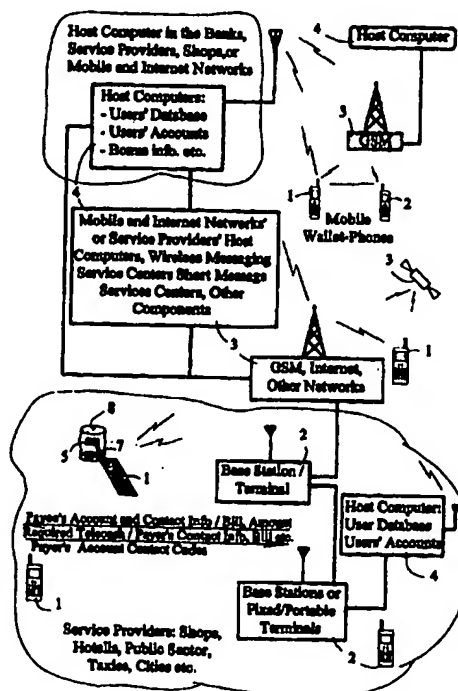 Host Computer in the Banks,
Service Providers, Shops, or
Mobile and Internet Networks
Host Computers:
- Users' Database
- Users' Accounts
- Bonus info. etc.
4
4
Host Computer
3
GSM
1
2
Mobile
Wallet-Phones
Mobile and Internet Networks'
or Service Providers' Host
Computers, Wireless Messaging
Service Centers Short Message
Services Centers, Other
Components
3
3
1
GSM, Internet,
Other Networks
8
5
7
1
2
Base Station /
Terminal
Host Computer:
User Database
Users' Accounts
4
Payee's Account and Contact Info / Bill, Amount
Required Telecash / Payer's Contact Info, Bill etc.
Payer's Account Contact Codes
1
Base Stations or
Fixed/Portable
Terminals
2
Service Providers: Shops,
Hotells, Public Sector,
Taxies, Cities etc.